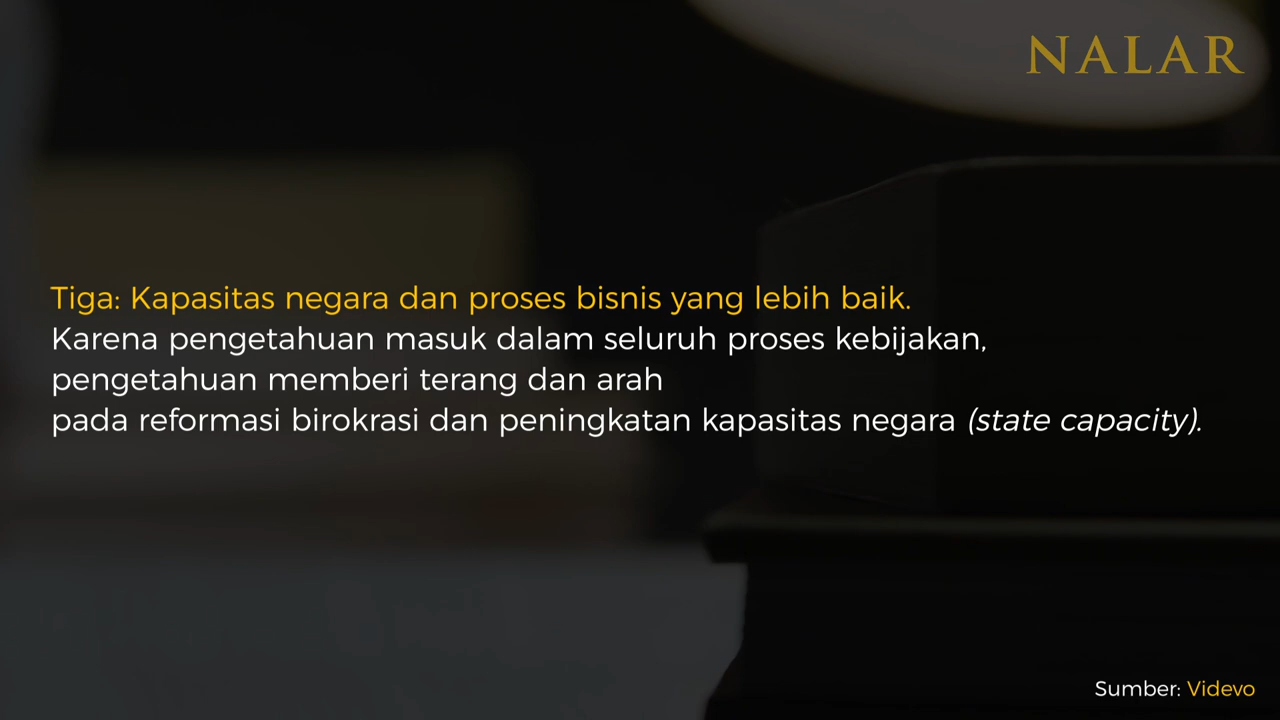 NALAR
Tiga: Kapasitas negara dan proses bisnis yang lebih baik.
Karena pengetahuan masuk dalam seluruh proses kebijakan,
pengetahuan memberi terang dan arah
pada reformasi birokrasi dan peningkatan kapasitas negara (state capacity).
Sumber: Videvo